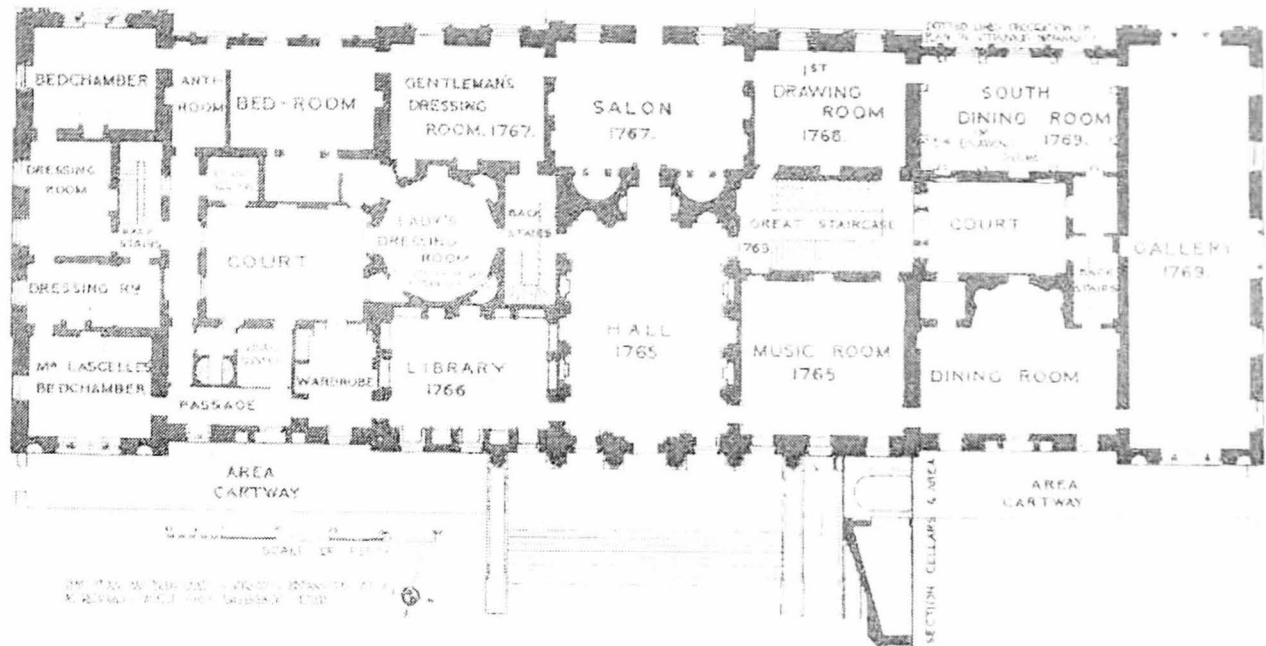 BEDCHAMBER
ANTI-
ROOM
BED-ROOM
GENTLEMAN'S
DRESSING
ROOM. 1767.
SALON
1767.
1ST
DRAWING
ROOM
1768.
SOUTH
DINING ROOM
1769.
DRESSING
ROOM
BACK
STAIRS
COURT
LADY'S
DRESSING
ROOM
BACK
STAIRS
GREAT STAIRCASE
COURT
BACK
STAIRS
GALLERY
1769.
DRESSING RM
MR LASCELLES
BEDCHAMBER
WARDROBE
PASSAGE
LIBRARY
1766
HALL
1765
MUSIC ROOM
1765
DINING ROOM
AREA
CARTWAY
SECTION CELLARS & AREA
AREA
CARTWAY
SCALE OF FEET